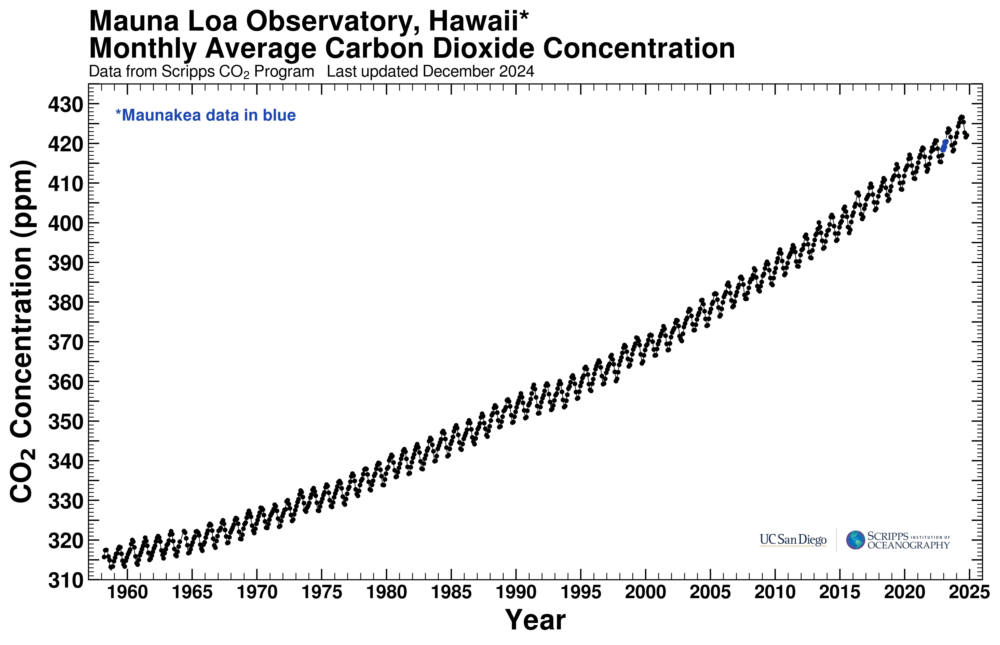 Mauna Loa Observatory, Hawaii*
Monthly Average Carbon Dioxide Concentration
Data from Scripps CO₂ Program Last updated December 2024
*Maunakea data in blue
CO₂ Concentration (ppm)
430
420
410
400
390
380
370
360
350
340
330
320
310
UC San Diego
SCRIPPS INSTITUTION OF
OCEANOGRAPHY
1960 1965 1970 1975 1980 1985 1990 1995 2000 2005 2010 2015 2020 2025
Year